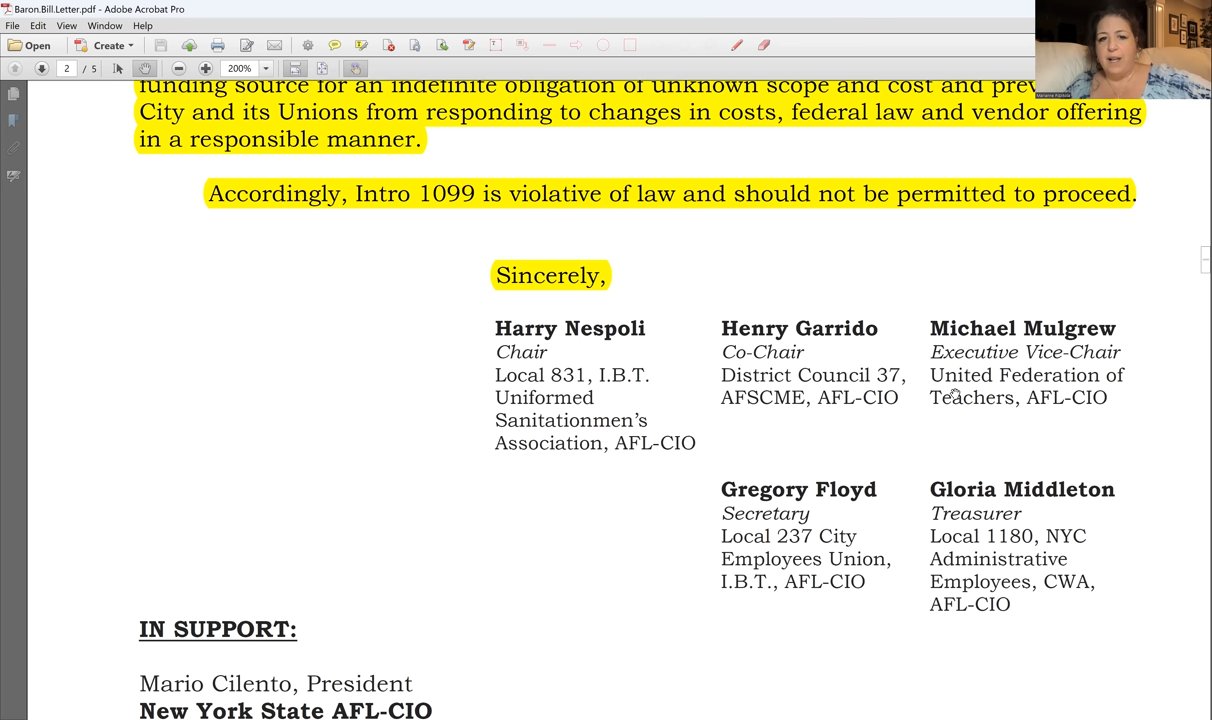 Baron.Bill.Letter.pdf - Adobe Acrobat Pro
File Edit View Window Help
Open Create
2 / 5 200%
funding source for an indefinite obligation of unknown scope and cost and
City and its Unions from responding to changes in costs, federal law and vendor offering
in a responsible manner.
Accordingly, Intro 1099 is violative of law and should not be permitted to proceed.
Sincerely,
Harry Nespoli
Chair
Local 831, I.B.T.
Uniformed
Sanitationmen's
Association, AFL-CIO
Henry Garrido
Co-Chair
District Council 37,
AFSCME, AFL-CIO
Michael Mulgrew
Executive Vice-Chair
United Federation of
Teachers, AFL-CIO
Gregory Floyd
Secretary
Local 237 City
Employees Union,
I.B.T., AFL-CIO
Gloria Middleton
Treasurer
Local 1180, NYC
Administrative
Employees, CWA,
AFL-CIO
IN SUPPORT:
Mario Cilento, President
New York State AFL-CIO